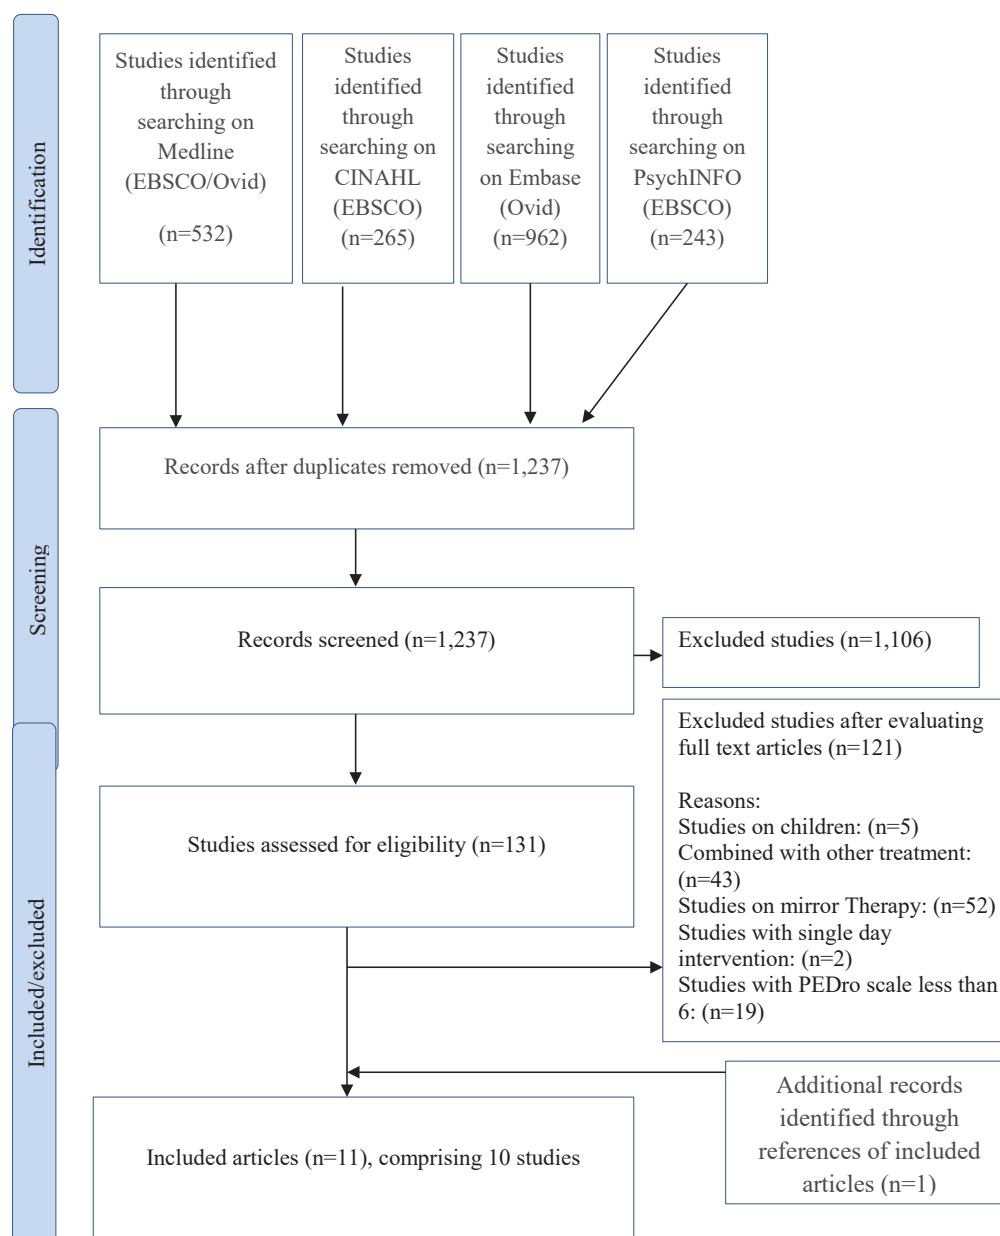 Identification
Studies identified
through
searching on
Medline
(EBSCO/Ovid)
(n=532)
Studies
identified
through
searching on
CINAHL
(EBSCO)
(n=265)
Studies
identified
through
searching
on Embase
(Ovid)
(n=962)
Studies
identified
through
searching on
PsychINFO
(EBSCO)
(n=243)
Screening
Records after duplicates removed (n=1,237)
Records screened (n=1,237)
Excluded studies (n=1,106)
Included/excluded
Studies assessed for eligibility (n=131)
Excluded studies after evaluating
full text articles (n=121)
Reasons:
Studies on children: (n=5)
Combined with other treatment:
(n=43)
Studies on mirror Therapy: (n=52)
Studies with single day
intervention: (n=2)
Studies with PEDro scale less than
6: (n=19)
Additional records
identified through
references of included
articles (n=1)
Included articles (n=11), comprising 10 studies